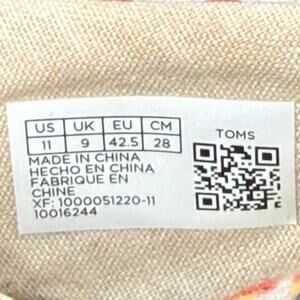 US UK EU CM
11 9 42.5 28
TOMS
MADE IN CHINA
HECHO EN CHINA
FABRIQUE EN
CHINE
XF: 1000051220-11
10016244